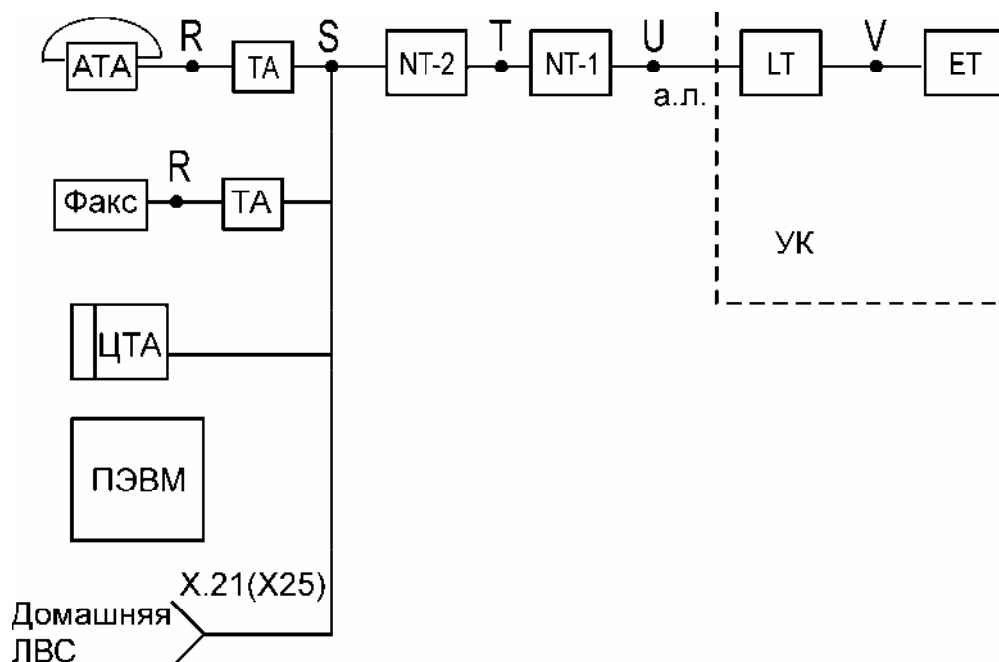 R S T U V
АТА ТА NT-2 NT-1 LT ET
а.л.
R
Факс ТА
УК
ЦТА
ПЭВМ
X.21(X25)
Домашняя
ЛВС